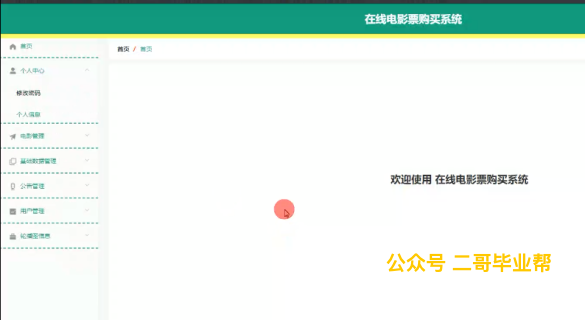 在线电影票购买系统
首页
首页 / 首页
个人中心
修改密码
个人信息
电影管理
基础数据管理
公告管理
用户管理
轮播图信息
欢迎使用 在线电影票购买系统
公众号 二哥毕业帮